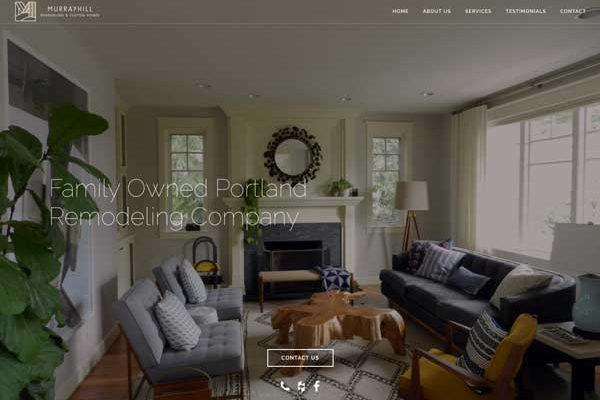 MURRAYHILL
REMODELING & CUSTOM HOMES
HOME
ABOUT US
SERVICES
TESTIMONIALS
CONTACT
Family Owned Portland
Remodeling Company
CONTACT US